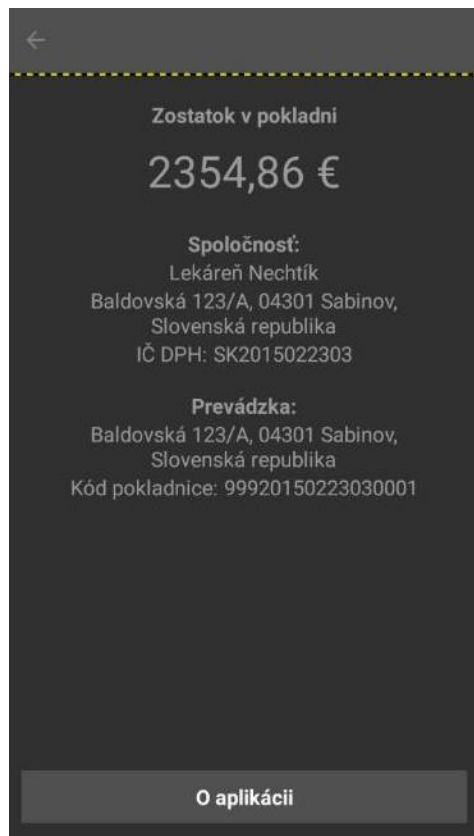 Zostatok v pokladni
2354,86 €
Spoločnosť:
Lekáreň Nechtík
Baldovská 123/A, 04301 Sabinov,
Slovenská republika
IČ DPH: SK2015022303
Prevádzka:
Baldovská 123/A, 04301 Sabinov,
Slovenská republika
Kód pokladnice: 99920150223030001
O aplikácii